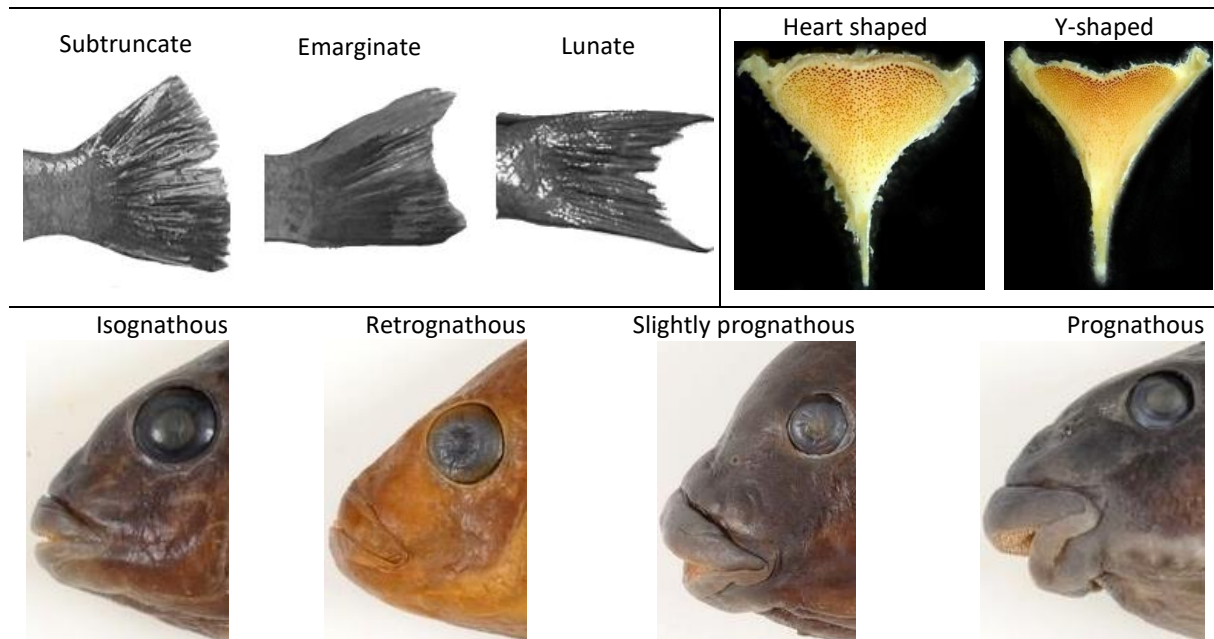 Subtruncate
Emarginate
Lunate
Heart shaped
Y-shaped
Isognathous
Retrognathous
Slightly prognathous
Prognathous